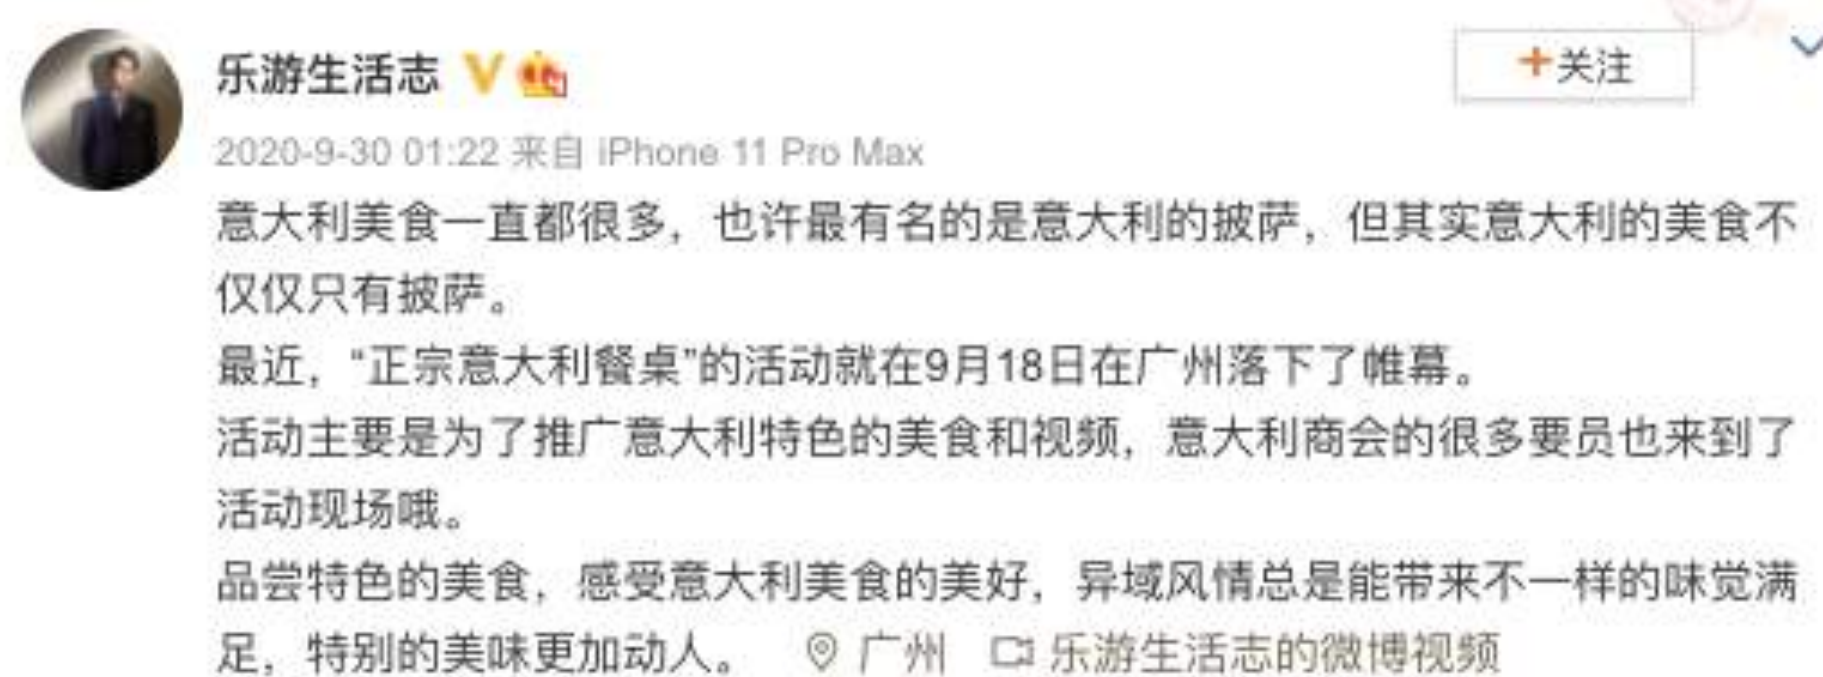 乐游生活志
+关注
2020-9-30 01:22 来自 iPhone 11 Pro Max
意大利美食一直都很多，也许最有名的是意大利的披萨，但其实意大利的美食不
仅仅只有披萨。
最近，“正宗意大利餐桌”的活动就在9月18日在广州落下了帷幕。
活动主要是为了推广意大利特色的美食和视频，意大利商会的很多要员也来到了
活动现场哦。
品尝特色的美食，感受意大利美食的美好，异域风情总是能带来不一样的味觉满
足，特别的美味更加动人。 广州 乐游生活志的微博视频